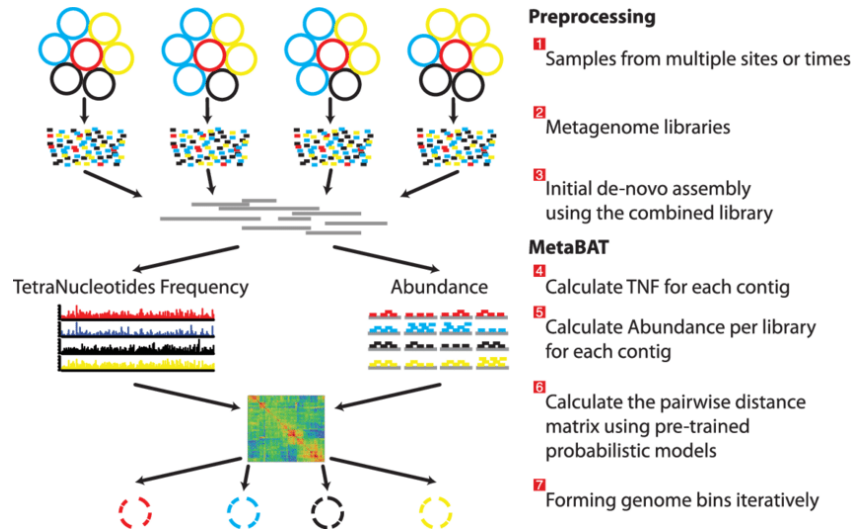 Preprocessing
1
Samples from multiple sites or times
2
Metagenome libraries
3
Initial de-novo assembly
using the combined library
MetaBAT
TetraNucleotides Frequency
Abundance
4
Calculate TNF for each contig
5
Calculate Abundance per library
for each contig
6
Calculate the pairwise distance
matrix using pre-trained
probabilistic models
7
Forming genome bins iteratively